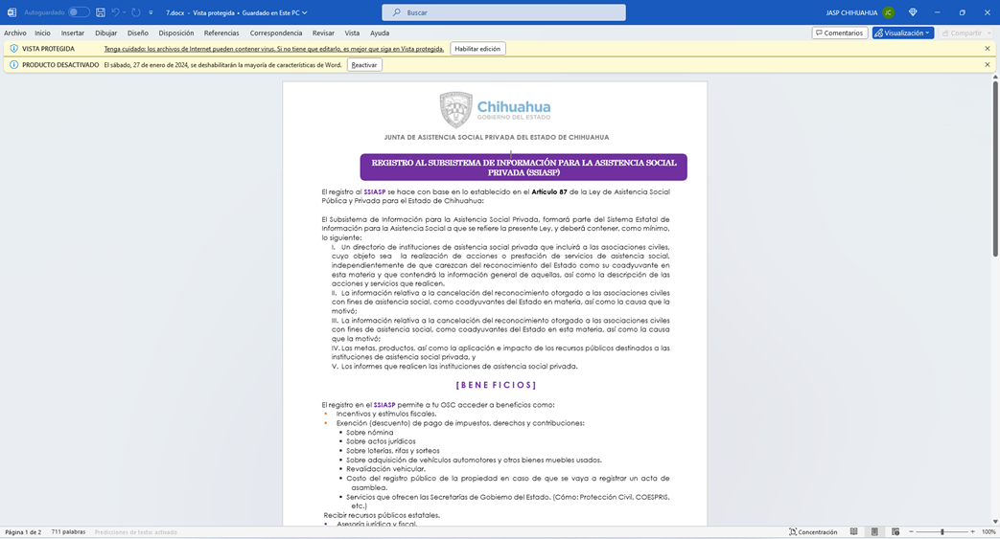 Autoguardado
7.docx - Vista protegida • Guardado en Este PC
Buscar
JASP CHIHUAHUA JC
Archivo Inicio Insertar Dibujar Diseño Disposición Referencias Correspondencia Revisar Vista Ayuda
Comentarios Visualización Compartir
VISTA PROTEGIDA Tenga cuidado: los archivos de Internet pueden contener virus. Si no tiene que editarlo, es mejor que siga en Vista protegida. Habilitar edición
PRODUCTO DESACTIVADO El sábado, 27 de enero de 2024, se deshabilitarán la mayoría de características de Word. Reactivar
Chihuahua
GOBIERNO DEL ESTADO
JUNTA DE ASISTENCIA SOCIAL PRIVADA DEL ESTADO DE CHIHUAHUA
REGISTRO AL SUBSISTEMA DE INFORMACIÓN PARA LA ASISTENCIA SOCIAL
PRIVADA (SSIASP)
El registro al SSIASP se hace con base en lo establecido en el Artículo 87 de la Ley de Asistencia Social
Pública y Privada para el Estado de Chihuahua:
El Subsistema de Información para la Asistencia Social Privada, formará parte del Sistema Estatal de
Información para la Asistencia Social a que se refiere la presente Ley, y deberá contener, como mínimo,
lo siguiente:
I. Un directorio de instituciones de asistencia social privada que incluirá a las asociaciones civiles,
cuyo objeto sea la realización de acciones o prestación de servicios de asistencia social,
independientemente de que carezcan del reconocimiento del Estado como su coadyuvante en
esta materia y que contendrá la información general de aquellas, así como la descripción de las
acciones y servicios que realicen.
II. La información relativa a la cancelación del reconocimiento otorgado a las asociaciones civiles
con fines de asistencia social, como coadyuvantes del Estado en materia, así como la causa que la
motivó;
III. La información relativa a la cancelación del reconocimiento otorgado a las asociaciones civiles
con fines de asistencia social, como coadyuvantes del Estado en esta materia, así como la causa
que la motivó;
IV. Las metas, productos, así como la aplicación e impacto de los recursos públicos destinados a las
instituciones de asistencia social privada, y
V. Los informes que realicen las instituciones de asistencia social privada.
[ B E N E F I C I O S ]
El registro en el SSIASP permite a tu OSC acceder a beneficios como:
• Incentivos y estímulos fiscales.
• Exención (descuento) de pago de impuestos, derechos y contribuciones:
• Sobre nómina
• Sobre actos jurídicos
• Sobre loterías, rifas y sorteos
• Sobre adquisición de vehículos automotores y otros bienes muebles usados.
• Revalidación vehicular.
• Costo del registro público de la propiedad en caso de que se vaya a registrar un acta de
asamblea.
• Servicios que ofrecen las Secretarías de Gobierno del Estado. (Cómo: Protección Civil, COESPRIS,
etc.)
Recibir recursos públicos estatales.
• Asesoría jurídica y fiscal.
Página 1 de 2 711 palabras Predicciones de texto: activado
Concentración 100%